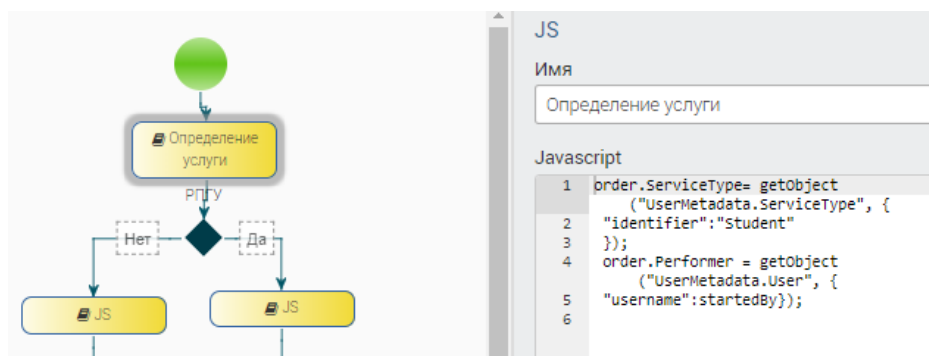 Определение
услуги
РПГУ
Нет
Да
JS
JS
JS
Имя
Определение услуги
Javascript
1 order.ServiceType= getObject
("UserMetadata.ServiceType", {
2 "identifier":"Student"
3 });
4 order.Performer = getObject
("UserMetadata.User", {
5 "username":startedBy});
6